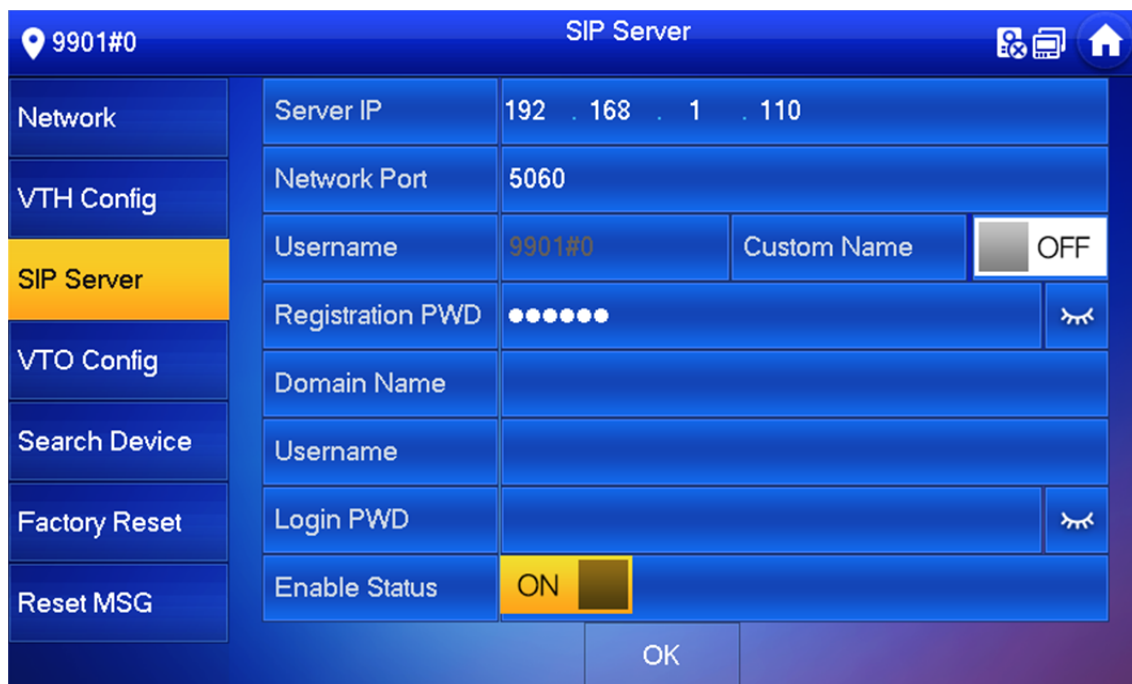 9901#0
SIP Server
Network
VTH Config
SIP Server
VTO Config
Search Device
Factory Reset
Reset MSG
Server IP 192 . 168 . 1 . 110
Network Port 5060
Username 9901#0 Custom Name OFF
Registration PWD ●●●●●●
Domain Name
Username
Login PWD
Enable Status ON
OK